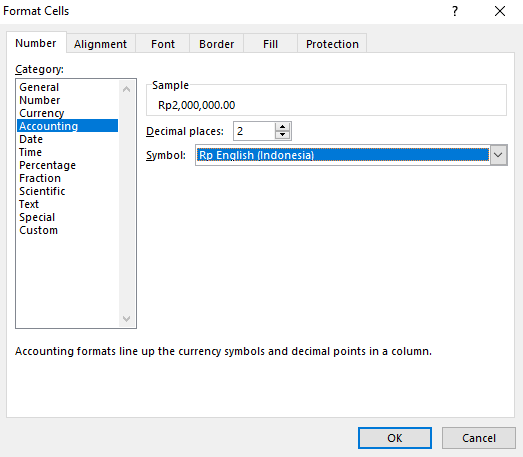 Format Cells
?
Number Alignment Font Border Fill Protection
Category:
General
Number
Currency
Accounting
Date
Time
Percentage
Fraction
Scientific
Text
Special
Custom
Sample
Rp2,000,000.00
Decimal places: 2
Symbol: Rp English (Indonesia)
Accounting formats line up the currency symbols and decimal points in a column.
OK Cancel